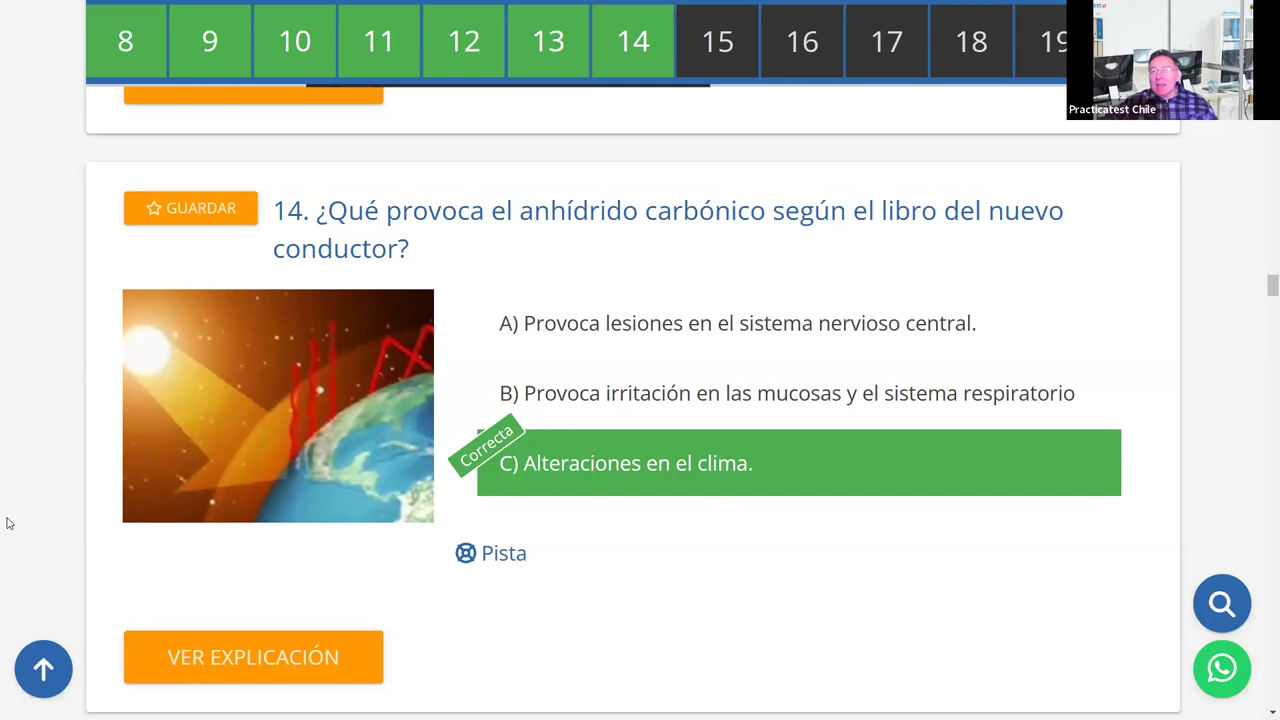 8 9 10 11 12 13 14 15 16 17 18 19
Practicatest Chile
GUARDAR
14. ¿Qué provoca el anhídrido carbónico según el libro del nuevo
conductor?
A) Provoca lesiones en el sistema nervioso central.
B) Provoca irritación en las mucosas y el sistema respiratorio
Correcta
C) Alteraciones en el clima.
Pista
VER EXPLICACIÓN